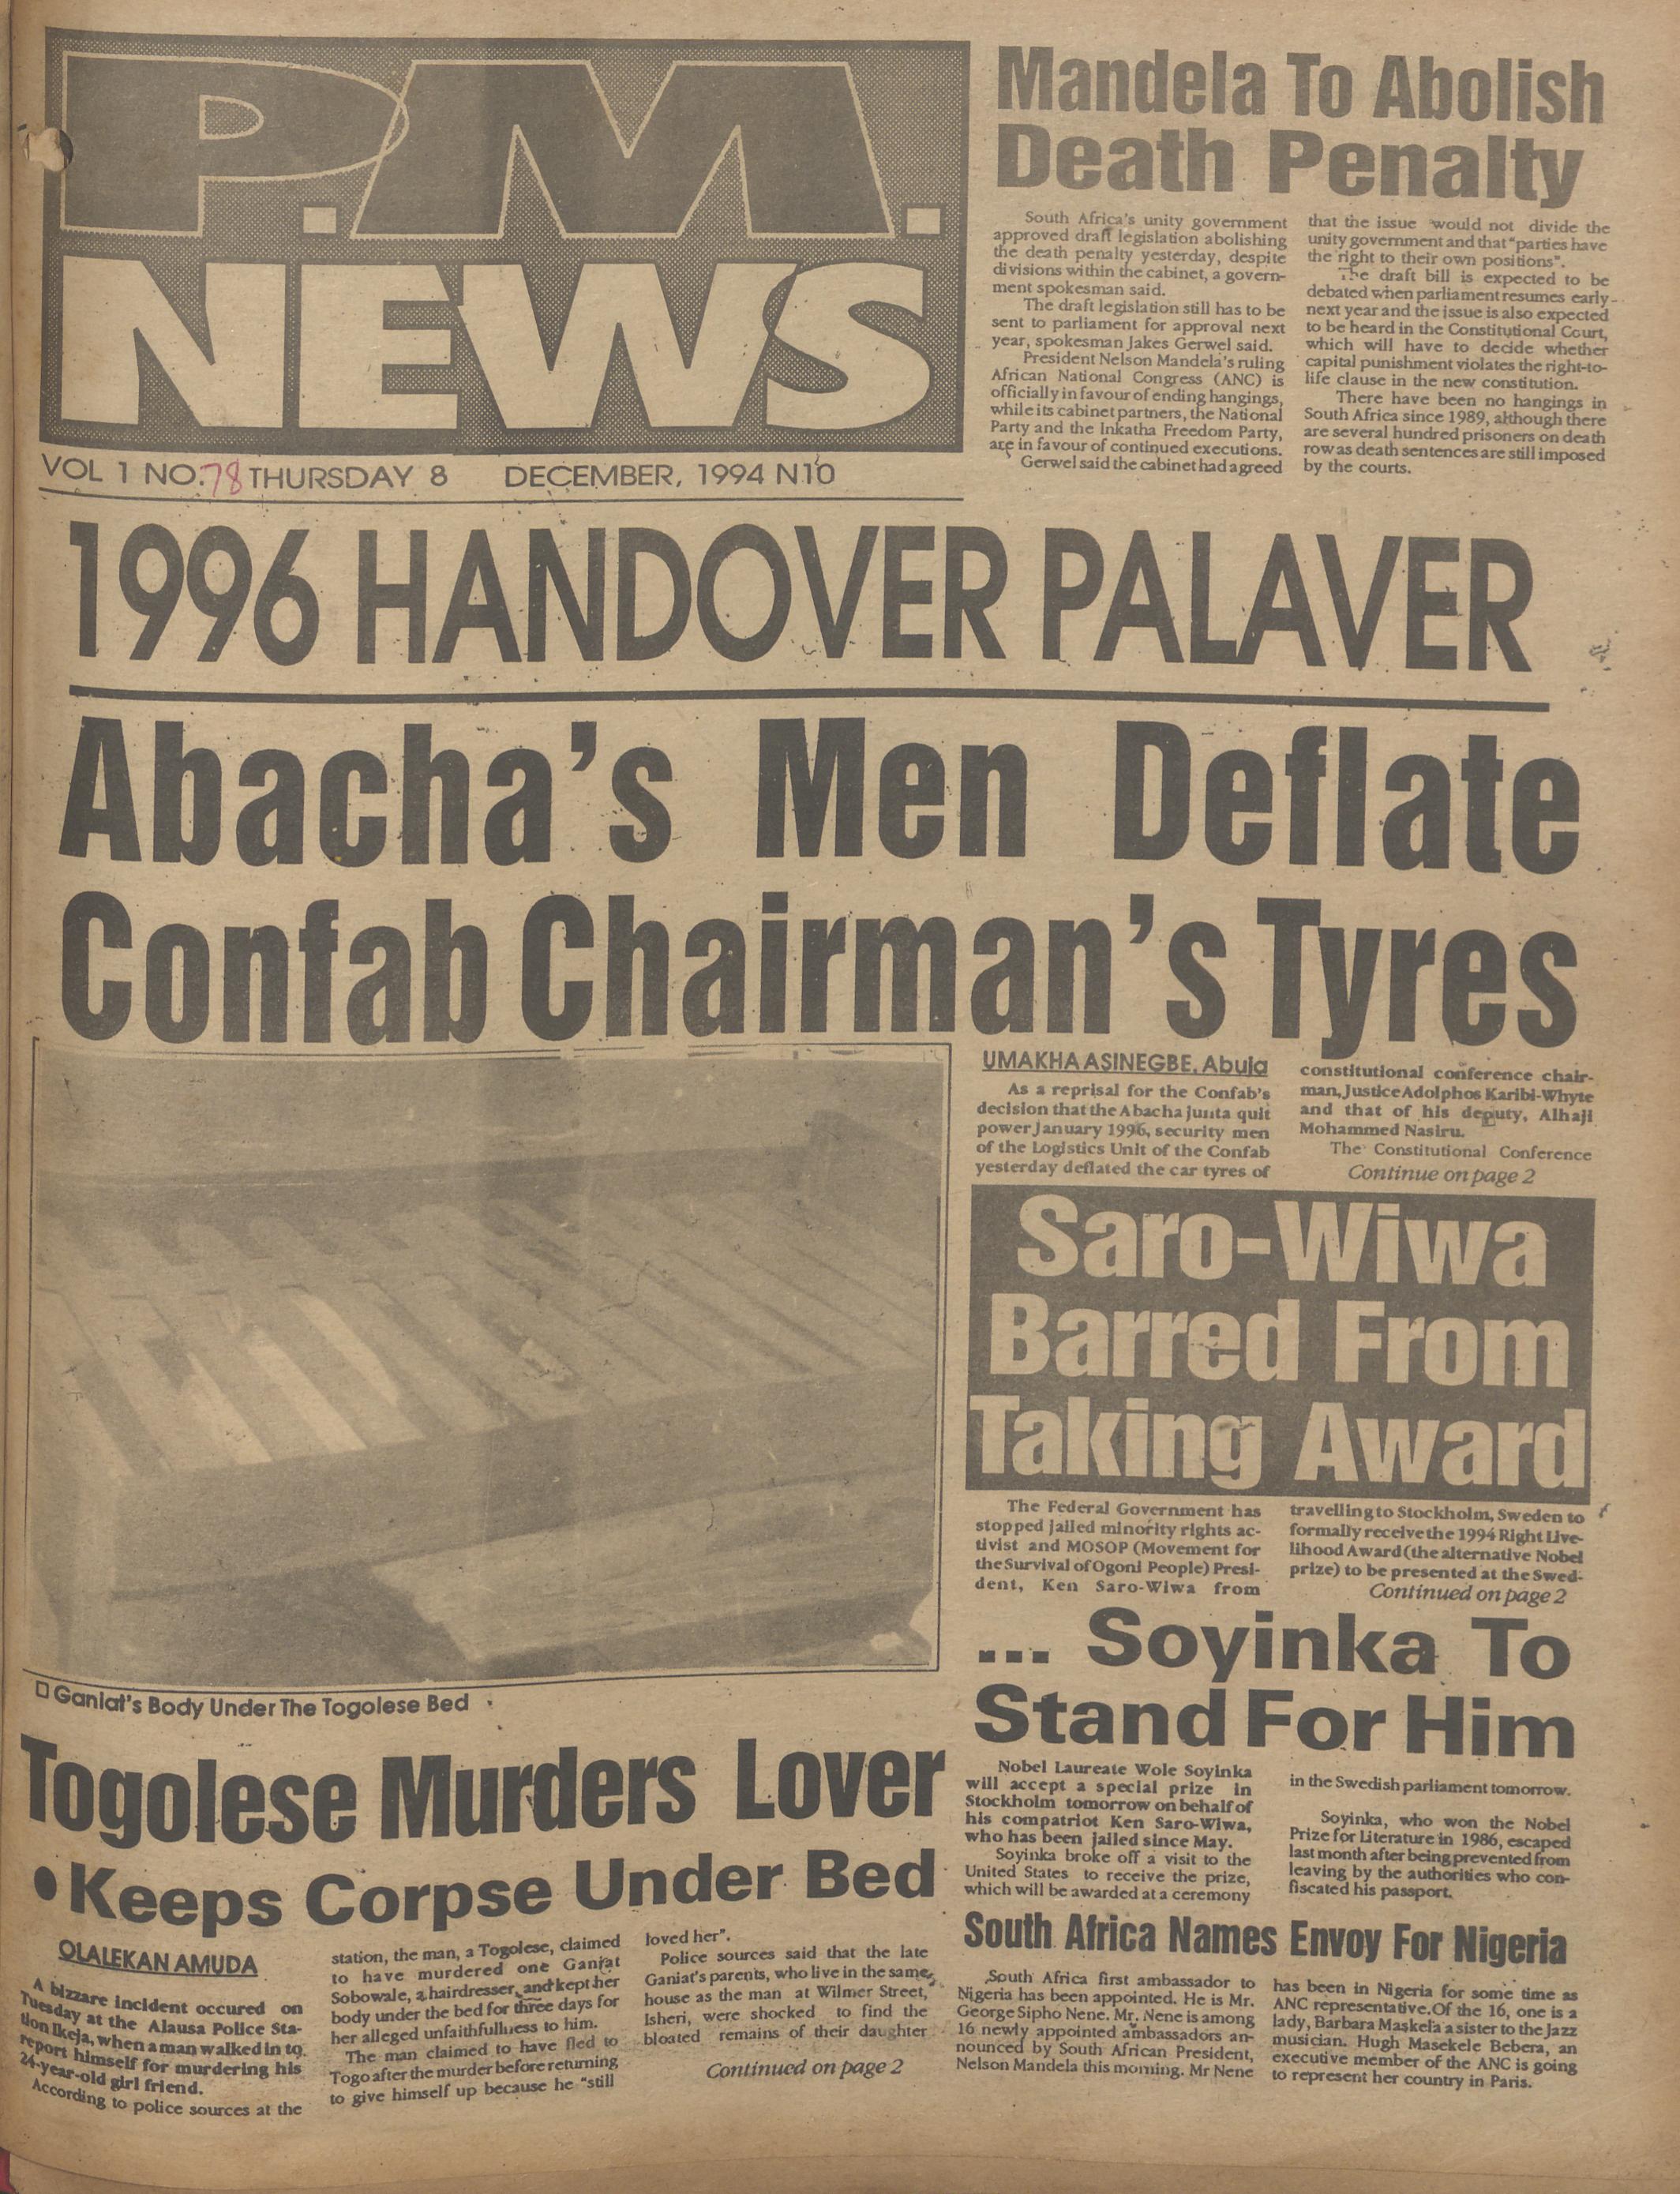 P.M.
NEWS
VOL 1 NO. 78 THURSDAY 8 DECEMBER, 1994 N10
Mandela To Abolish
Death Penalty
South Africa's unity government
approved draft legislation abolishing
the death penalty yesterday, despite
divisions within the cabinet, a govern-
ment spokesman said.
The draft legislation still has to be
sent to parliament for approval next
year, spokesman Jakes Gerwel said.
President Nelson Mandela's ruling
African National Congress (ANC) is
officially in favour of ending hangings,
while its cabinet partners, the National
Party and the Inkatha Freedom Party,
are in favour of continued executions.
Gerwel said the cabinet had agreed
that the issue would not divide the
unity government and that "parties have
the right to their own positions".
The draft bill is expected to be
debated when parliament resumes early
next year and the issue is also expected
to be heard in the Constitutional Court,
which will have to decide whether
capital punishment violates the right-to-
life clause in the new constitution.
There have been no hangings in
South Africa since 1989, although there
are several hundred prisoners on death
row as death sentences are still imposed
by the courts.
1996 HANDOVER PALAVER
Abacha's Men Deflate
Confab Chairman's Tyres
UMAKHA ASINEGBE, Abuja
As a reprisal for the Confab's
decision that the Abacha junta quit
power January 1996, security men
of the Logistics Unit of the Confab
yesterday deflated the car tyres of
constitutional conference chair-
man, Justice Adolphos Karibi-Whyte
and that of his deputy, Alhaji
Mohammed Nasiru.
The Constitutional Conference
Continue on page 2
Saro-Wiwa
Barred From
Taking Award
The Federal Government has
stopped jailed minority rights ac-
tivist and MOSOP (Movement for
the Survival of Ogoni People) Presi-
dent, Ken Saro-Wiwa from
travelling to Stockholm, Sweden to
formally receive the 1994 Right Live-
lihood Award (the alternative Nobel
prize) to be presented at the Swed-
Continued on page 2
... Soyinka To
Stand For Him
Nobel Laureate Wole Soyinka
will accept a special prize in
Stockholm tomorrow on behalf of
his compatriot Ken Saro-Wiwa,
who has been jailed since May.
Soyinka broke off a visit to the
United States to receive the prize,
which will be awarded at a ceremony
in the Swedish parliament tomorrow.
Soyinka, who won the Nobel
Prize for Literature in 1986, escaped
last month after being prevented from
leaving by the authorities who con-
fiscated his passport.
South Africa Names Envoy For Nigeria
South Africa first ambassador to
Nigeria has been appointed. He is Mr.
George Sipho Nene. Mr. Nene is among
16 newly appointed ambassadors an-
nounced by South African President,
Nelson Mandela this morning. Mr Nene
has been in Nigeria for some time as
ANC representative. Of the 16, one is a
lady, Barbara Maskela a sister to the Jazz
musician. Hugh Masekele Bebera, an
executive member of the ANC is going
to represent her country in Paris.
Ganiat's Body Under The Togolese Bed
Togolese Murders Lover
• Keeps Corpse Under Bed
OLALEKAN AMUDA
A bizzare incident occured on
Tuesday at the Alausa Police Sta-
tion Ikeja, when a man walked in to
report himself for murdering his
24-year-old girl friend.
According to police sources at the
station, the man, a Togolese, claimed
to have murdered one Ganiat
Sobowale, a hairdresser, and kept her
body under the bed for three days for
her alleged unfaithfullness to him.
The man claimed to have fled to
Togo after the murder before returning
to give himself up because he "still
loved her".
Police sources said that the late
Ganiat's parents, who live in the same
house as the man at Wilmer Street,
Isheri, were shocked to find the
bloated remains of their daughter
Continued on page 2